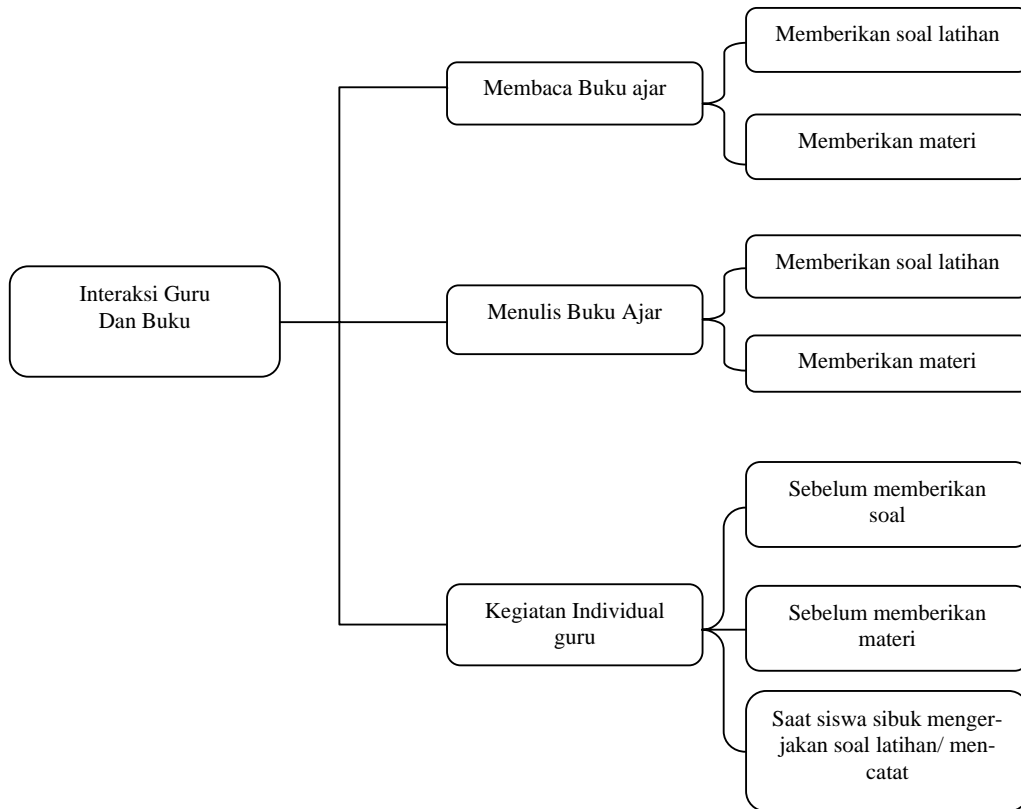 Interaksi Guru
Dan Buku
Membaca Buku ajar
Memberikan soal latihan
Memberikan materi
Menulis Buku Ajar
Memberikan soal latihan
Memberikan materi
Kegiatan Individual
guru
Sebelum memberikan
soal
Sebelum memberikan
materi
Saat siswa sibuk menger-
jakan soal latihan/ men-
catat